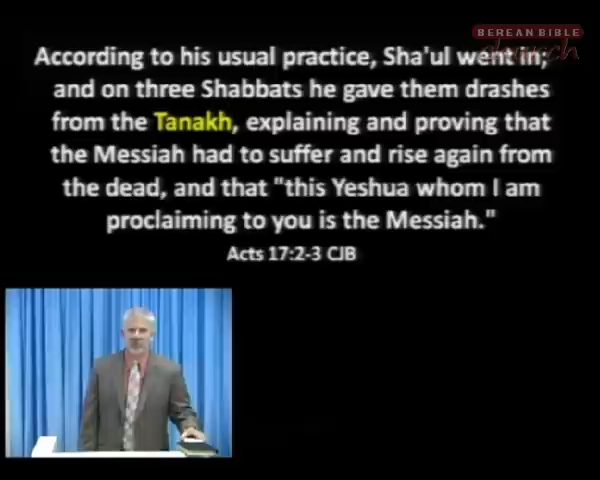 BEREAN BIBLE
church
According to his usual practice, Sha'ul went in;
and on three Shabbats he gave them drashes
from the Tanakh, explaining and proving that
the Messiah had to suffer and rise again from
the dead, and that "this Yeshua whom I am
proclaiming to you is the Messiah."
Acts 17:2-3 CJB